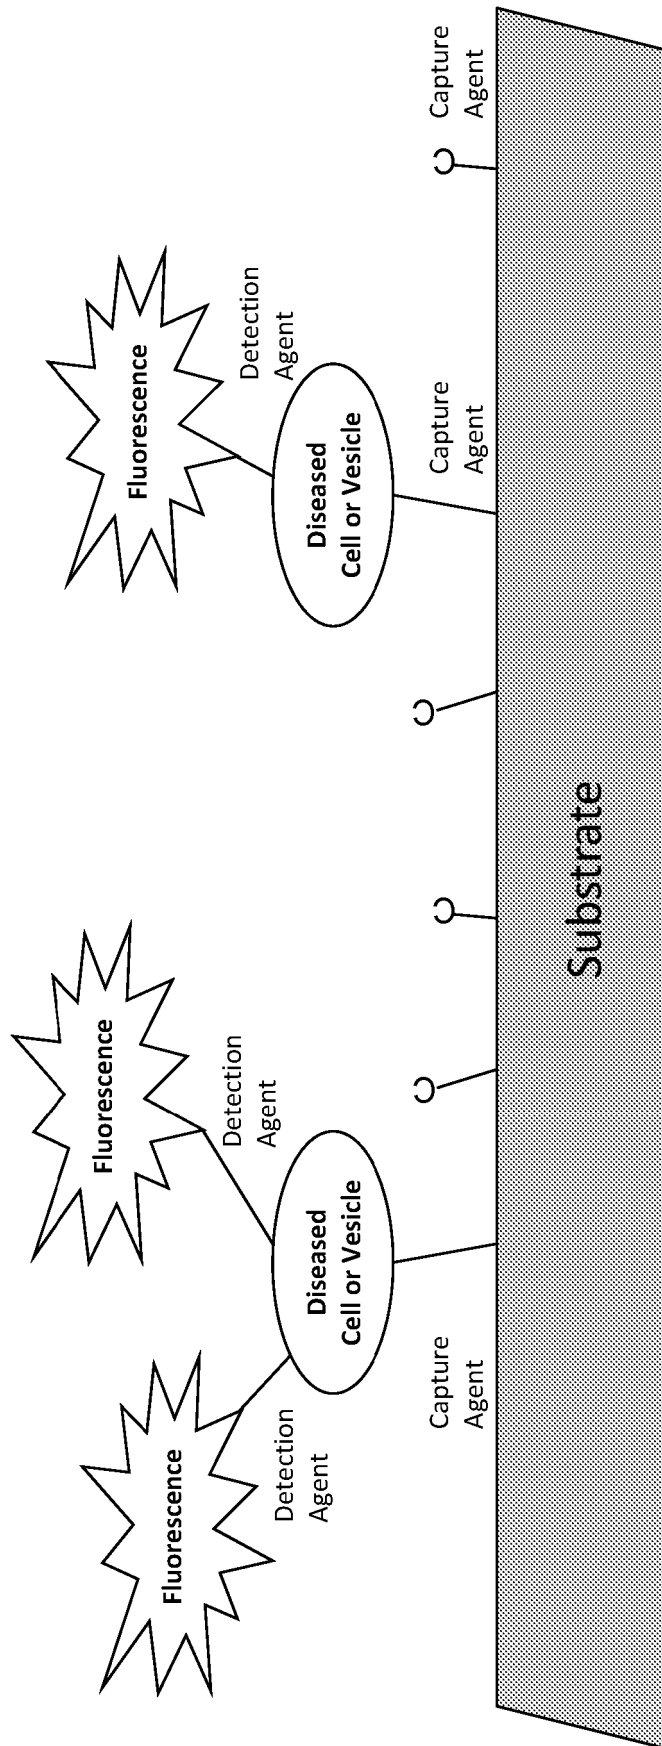 Fluorescence
Fluorescence
Fluorescence
Detection
Agent
Detection
Agent
Detection
Agent
Diseased
Cell or Vesicle
Diseased
Cell or Vesicle
Capture
Agent
Capture
Agent
Capture
Agent
Substrate